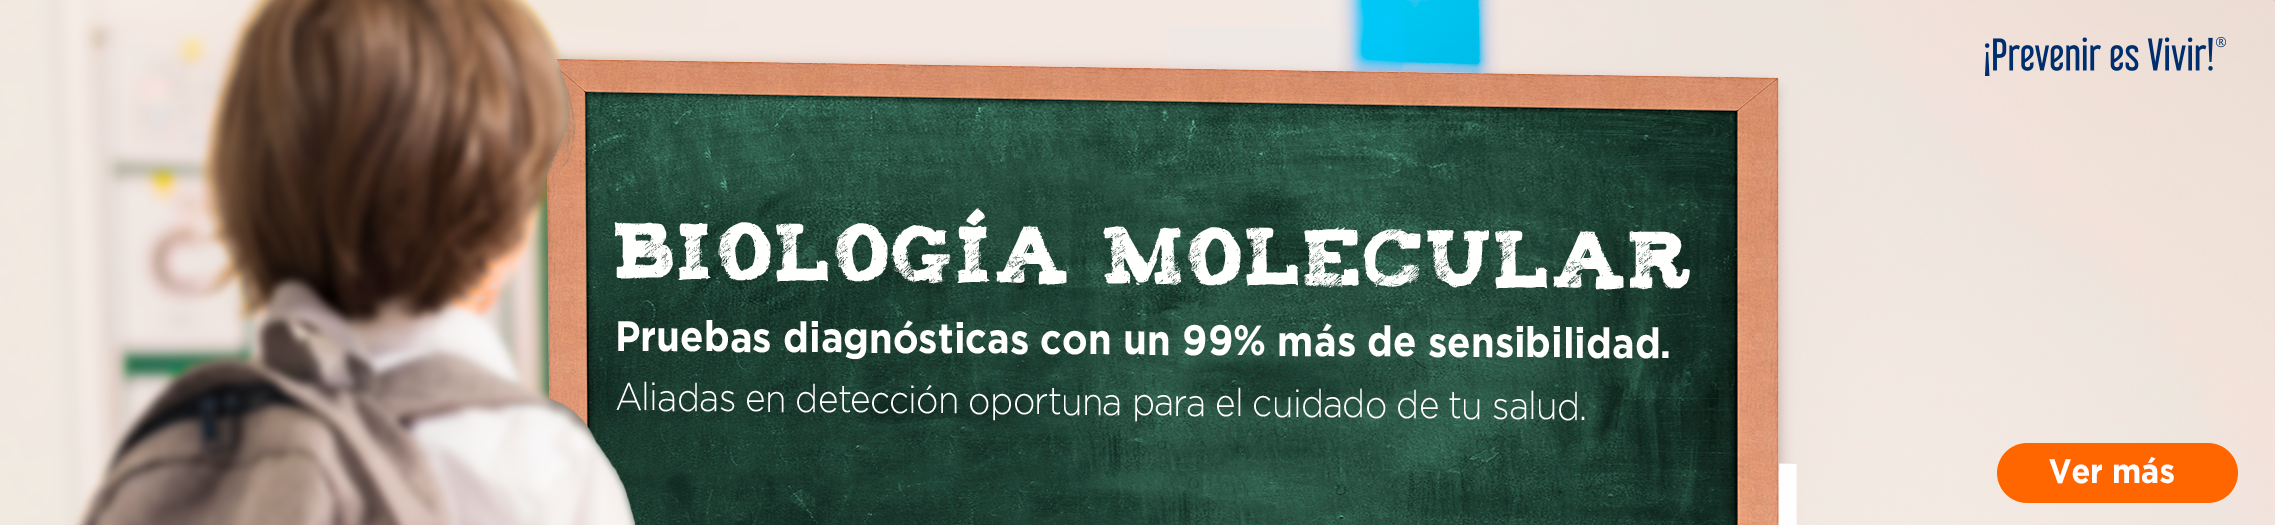 ¡Prevenir es Vivir!®
BIOLOGÍA MOLECULAR
Pruebas diagnósticas con un 99% más de sensibilidad.
Aliadas en detección oportuna para el cuidado de tu salud.
Ver más